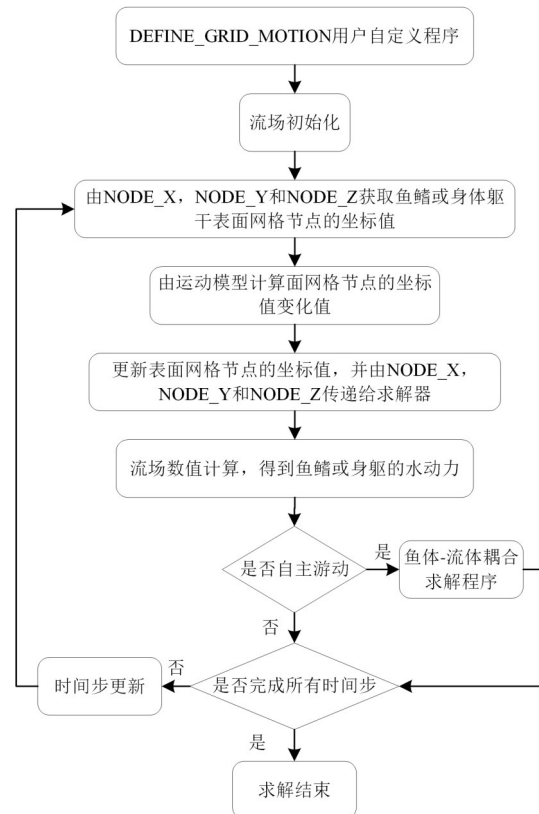 DEFINE_GRID_MOTION用户自定义程序
流场初始化
由NODE_X，NODE_Y和NODE_Z获取鱼鳍或身体躯
干表面网格节点的坐标值
由运动模型计算面网格节点的坐标
值变化值
更新表面网格节点的坐标值，并由NODE_X，
NODE_Y和NODE_Z传递给求解器
流场数值计算，得到鱼鳍或身躯的水动力
是否自主游动
是
鱼体-流体耦合
求解程序
否
是否完成所有时间步
否
时间步更新
是
求解结束